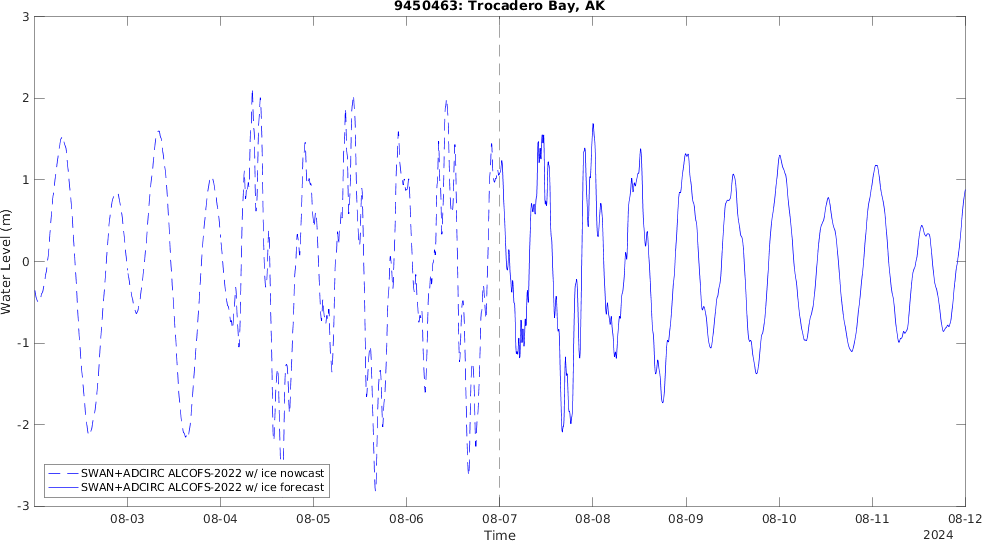 9450463: Trocadero Bay, AK
Water Level (m)
3
2
1
0
-1
-2
-3
SWAN+ADCIRC ALCOFS-2022 w/ ice nowcast
SWAN+ADCIRC ALCOFS-2022 w/ ice forecast
08-03 08-04 08-05 08-06 08-07 08-08 08-09 08-10 08-11 08-12
Time
2024